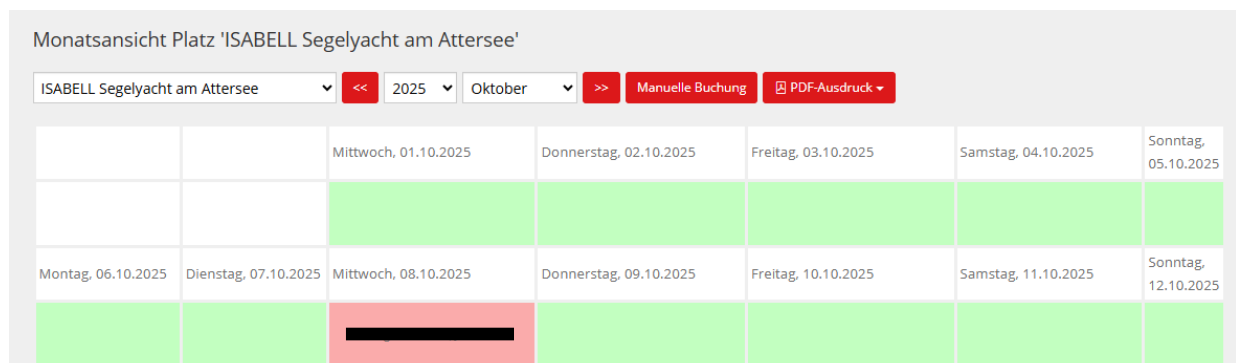 Monatsansicht Platz 'ISABELL Segelyacht am Attersee'
ISABELL Segelyacht am Attersee << 2025 Oktober >> Manuelle Buchung PDF-Ausdruck
Mittwoch, 01.10.2025 Donnerstag, 02.10.2025 Freitag, 03.10.2025 Samstag, 04.10.2025 Sonntag, 05.10.2025
Montag, 06.10.2025 Dienstag, 07.10.2025 Mittwoch, 08.10.2025 Donnerstag, 09.10.2025 Freitag, 10.10.2025 Samstag, 11.10.2025 Sonntag, 12.10.2025